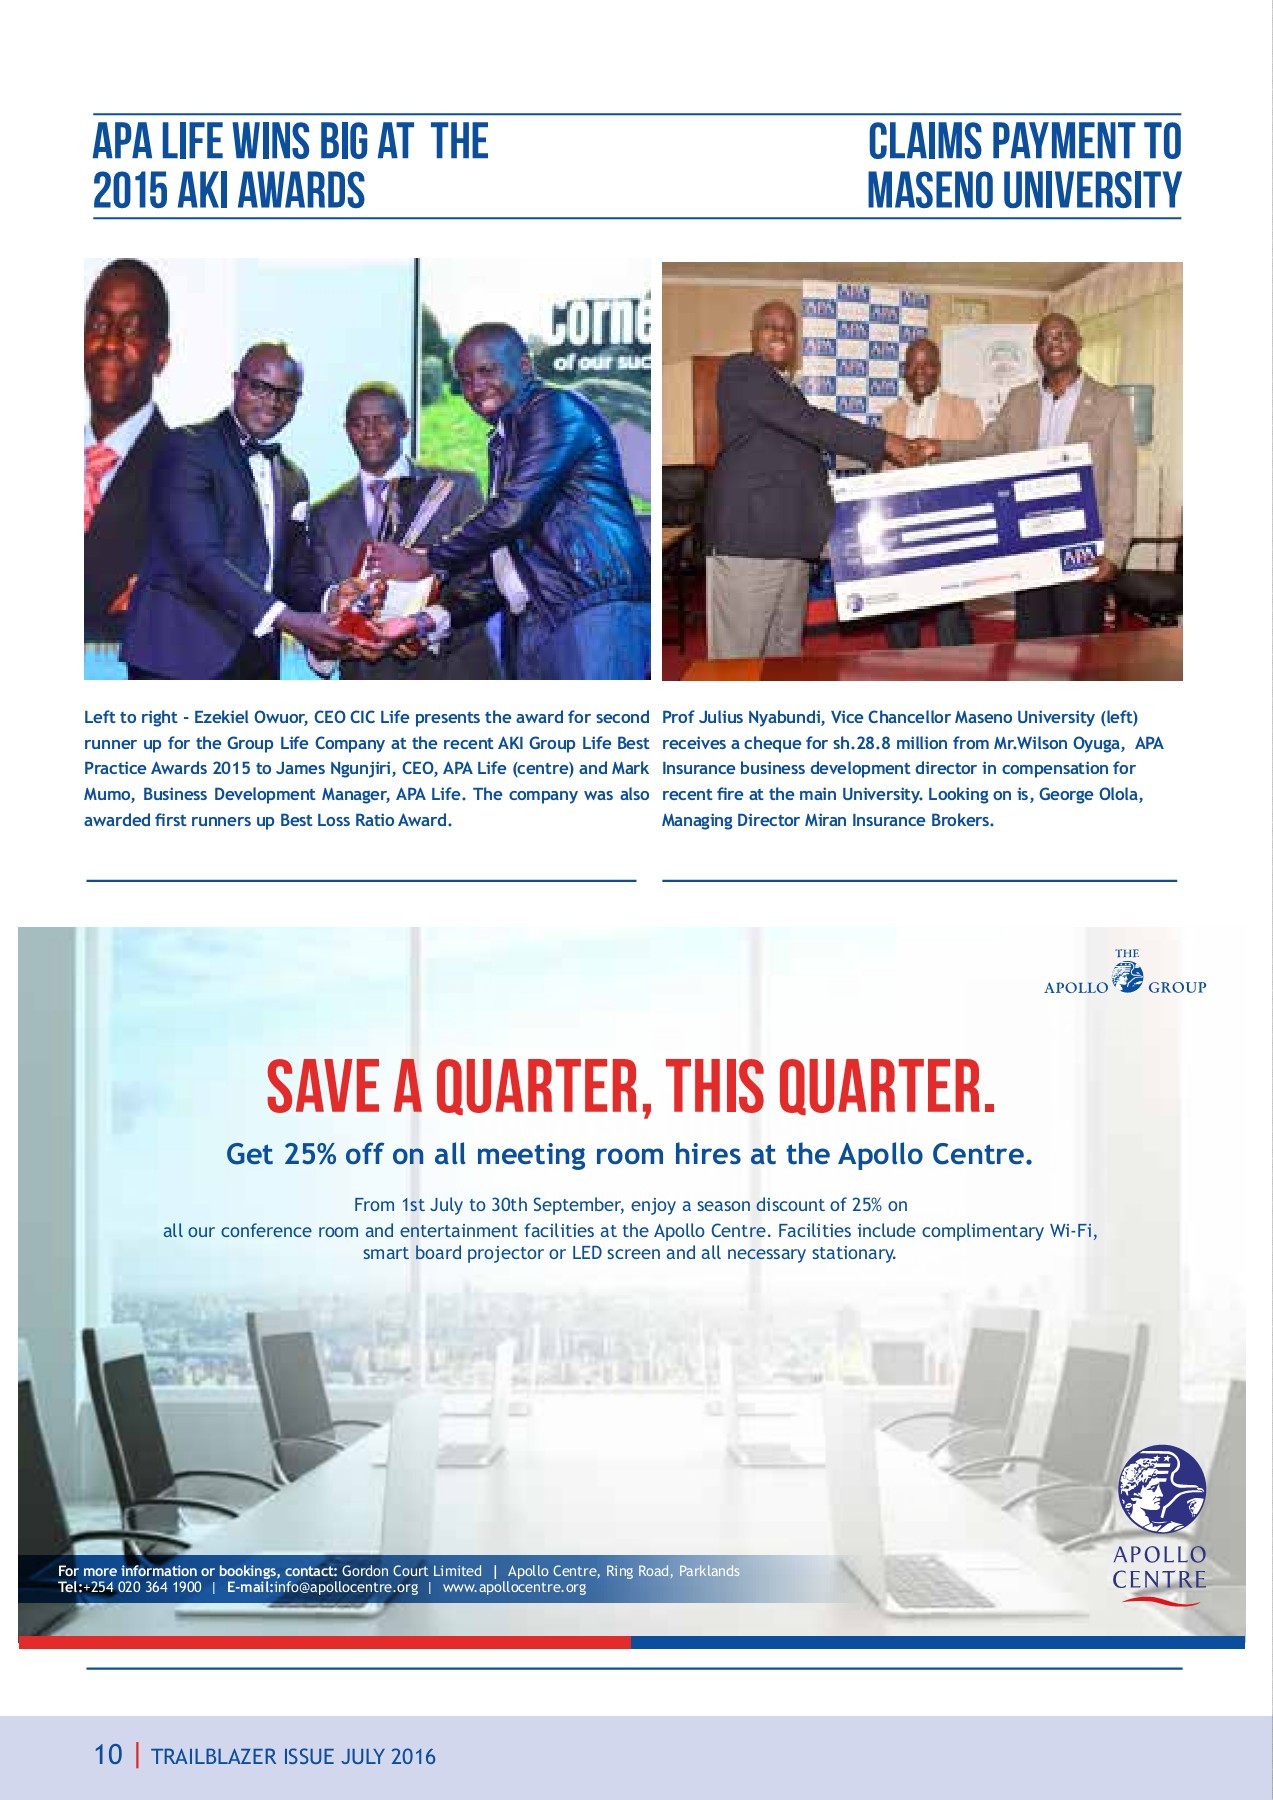 APA LIFE WINS BIG AT THE
2015 AKI AWARDS
CLAIMS PAYMENT TO
MASENO UNIVERSITY
corne
of our suc
APA
Left to right - Ezekiel Owuor, CEO CIC Life presents the award for second
runner up for the Group Life Company at the recent AKI Group Life Best
Practice Awards 2015 to James Ngunjiri, CEO, APA Life (centre) and Mark
Mumo, Business Development Manager, APA Life. The company was also
awarded first runners up Best Loss Ratio Award.
Prof Julius Nyabundi, Vice Chancellor Maseno University (left)
receives a cheque for sh.28.8 million from Mr.Wilson Oyuga, APA
Insurance business development director in compensation for
recent fire at the main University. Looking on is, George Olola,
Managing Director Miran Insurance Brokers.
THE
APOLLO GROUP
SAVE A QUARTER, THIS QUARTER.
Get 25% off on all meeting room hires at the Apollo Centre.
From 1st July to 30th September, enjoy a season discount of 25% on
all our conference room and entertainment facilities at the Apollo Centre. Facilities include complimentary Wi-Fi,
smart board projector or LED screen and all necessary stationary.
For more information or bookings, contact: Gordon Court Limited | Apollo Centre, Ring Road, Parklands
Tel:+254 020 364 1900 | E-mail:info@apollocentre.org | www.apollocentre.org
APOLLO
CENTRE
10 | TRAILBLAZER ISSUE JULY 2016